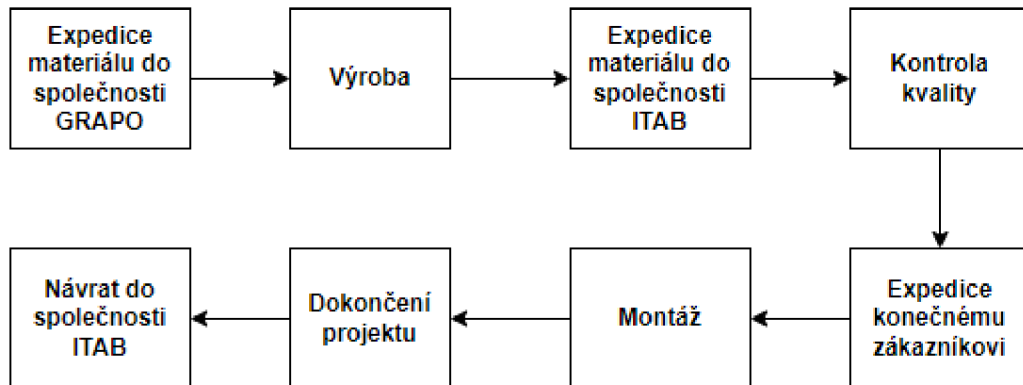 Expedice
materiálu do
společnosti
GRAPO
Výroba
Expedice
materiálu do
společnosti
ITAB
Kontrola
kvality
Expedice
konečnému
zákazníkovi
Montáž
Dokončení
projektu
Návrat do
společnosti
ITAB